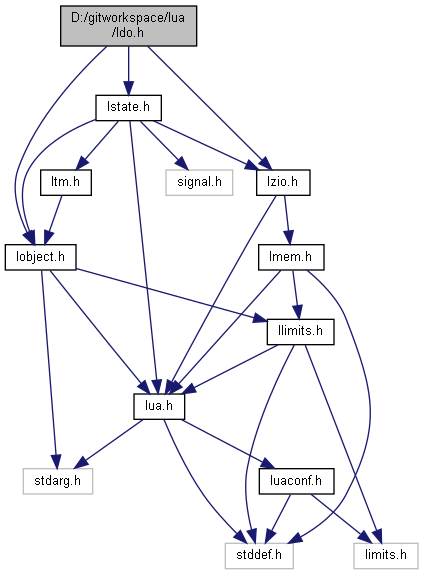 D:/gitworkspace/lua
/ldo.h
lstate.h
ltm.h
signal.h
lzio.h
lobject.h
lmem.h
llimits.h
lua.h
stdarg.h
luaconf.h
stddef.h
limits.h